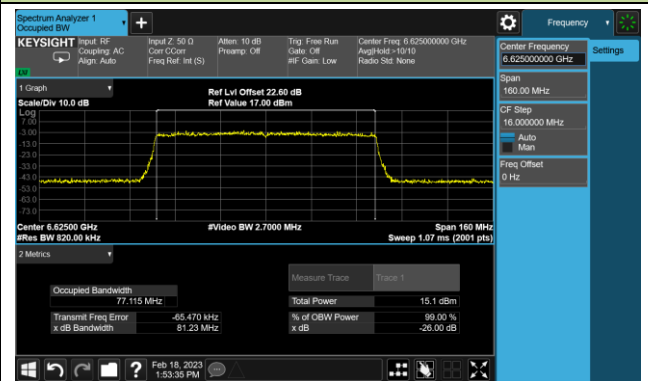 Spectrum Analyzer 1
Occupied BW
Frequency
KEYSIGHT
Input: RF
Coupling: AC
Align: Auto
Input Z: 50 Ω
Corr CCorr
Freq Ref: Int (S)
Atten: 10 dB
Preamp: Off
Trig: Free Run
Gate: Off
#IF Gain: Low
Center Freq: 6.625000000 GHz
Avg|Hold:>10/10
Radio Std: None
Center Frequency
6.625000000 GHz
Settings
Span
160.00 MHz
CF Step
16.000000 MHz
Auto
Man
Freq Offset
0 Hz
1 Graph
Scale/Div 10.0 dB
Ref Lvl Offset 22.60 dB
Ref Value 17.00 dBm
Log
7.00
-3.00
-13.0
-23.0
-33.0
-43.0
-53.0
-63.0
-73.0
Center 6.62500 GHz
#Video BW 2.7000 MHz
Span 160 MHz
#Res BW 820.00 kHz
Sweep 1.07 ms (2001 pts)
2 Metrics
Measure Trace
Trace 1
Occupied Bandwidth
77.115 MHz
Total Power
15.1 dBm
Transmit Freq Error
-65.470 kHz
% of OBW Power
99.00 %
x dB Bandwidth
81.23 MHz
x dB
-26.00 dB
?
Feb 18, 2023
1:53:35 PM